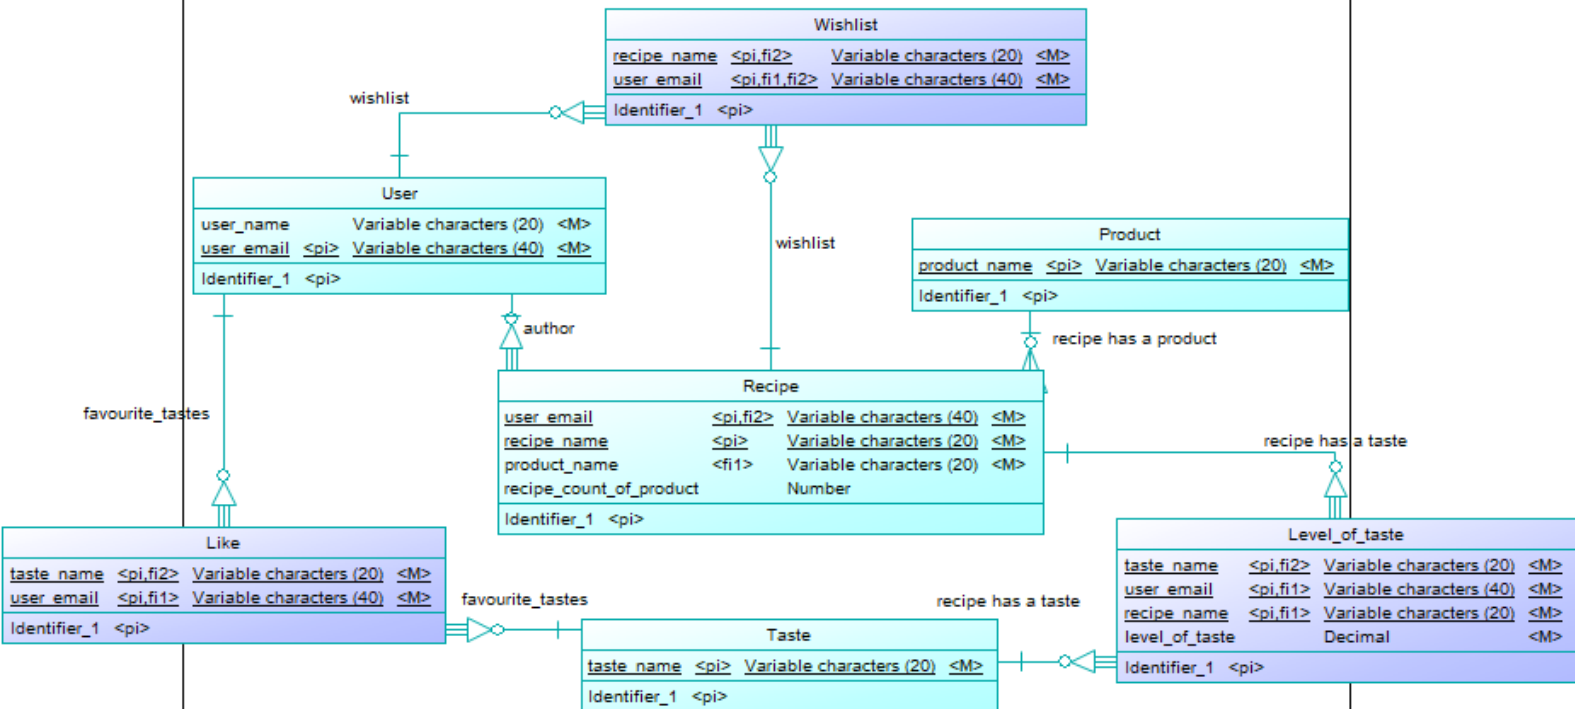 Wishlist
recipe_name <pi,fi2> Variable characters (20) <M>
user_email <pi,fi1,fi2> Variable characters (40) <M>
Identifier_1 <pi>
wishlist
User
user_name Variable characters (20) <M>
user_email <pi> Variable characters (40) <M>
Identifier_1 <pi>
wishlist
Product
product_name <pi> Variable characters (20) <M>
Identifier_1 <pi>
author
recipe has a product
Recipe
user_email <pi,fi2> Variable characters (40) <M>
recipe_name <pi> Variable characters (20) <M>
product_name <fi1> Variable characters (20) <M>
recipe_count_of_product Number
Identifier_1 <pi>
favourite_tastes
recipe has a taste
Like
taste_name <pi,fi2> Variable characters (20) <M>
user_email <pi,fi1> Variable characters (40) <M>
Identifier_1 <pi>
Level_of_taste
taste_name <pi,fi2> Variable characters (20) <M>
user_email <pi,fi1> Variable characters (40) <M>
recipe_name <pi,fi1> Variable characters (20) <M>
level_of_taste Decimal <M>
Identifier_1 <pi>
favourite_tastes
recipe has a taste
Taste
taste_name <pi> Variable characters (20) <M>
Identifier_1 <pi>